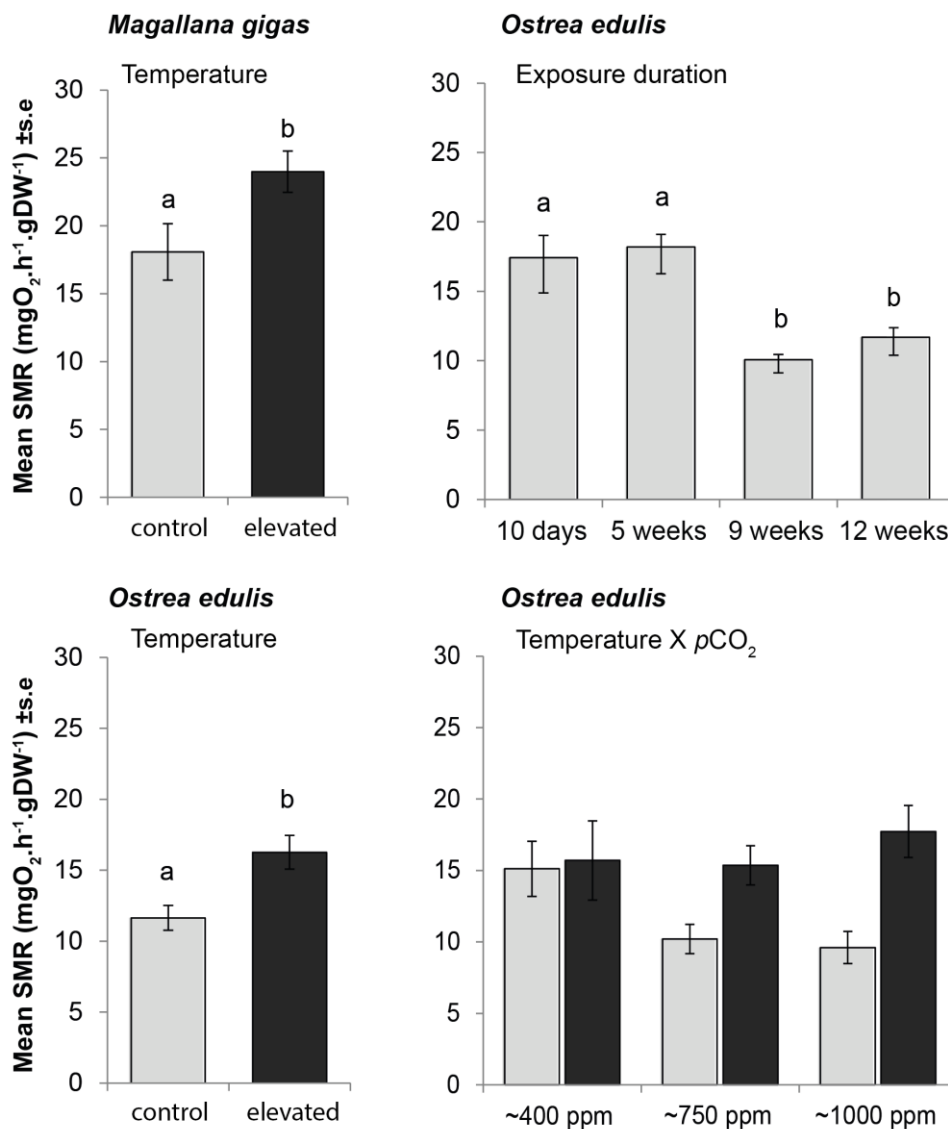 Magallana gigas
Temperature
Mean SMR (mgO₂.h⁻¹.gDW⁻¹) ±s.e
30
25
20
15
10
5
0
a
b
control elevated
Ostrea edulis
Exposure duration
30
25
20
15
10
5
0
a
a
b
b
10 days 5 weeks 9 weeks 12 weeks
Ostrea edulis
Temperature
Mean SMR (mgO₂.h⁻¹.gDW⁻¹) ±s.e
30
25
20
15
10
5
0
a
b
control elevated
Ostrea edulis
Temperature X pCO₂
30
25
20
15
10
5
0
~400 ppm ~750 ppm ~1000 ppm